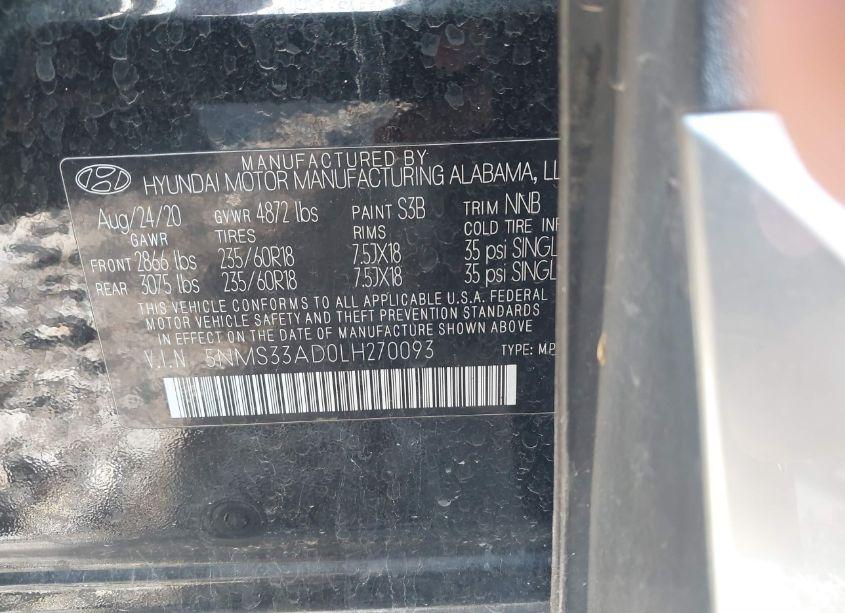 MANUFACTURED BY
HYUNDAI MOTOR MANUFACTURING ALABAMA, LL
Aug/24/20 GVWR 4872 lbs PAINT S3B TRIM NNB
GAWR TIRES RIMS COLD TIRE INF
FRONT 2866 lbs 235/60R18 7.5JX18 35 psi SINGL
REAR 3075 lbs 235/60R18 7.5JX18 35 psi SINGL
THIS VEHICLE CONFORMS TO ALL APPLICABLE U.S.A. FEDERAL
MOTOR VEHICLE SAFETY AND THEFT PREVENTION STANDARDS
IN EFFECT ON THE DATE OF MANUFACTURE SHOWN ABOVE
V.I.N 5NMS33AD0LH270093 TYPE: MP